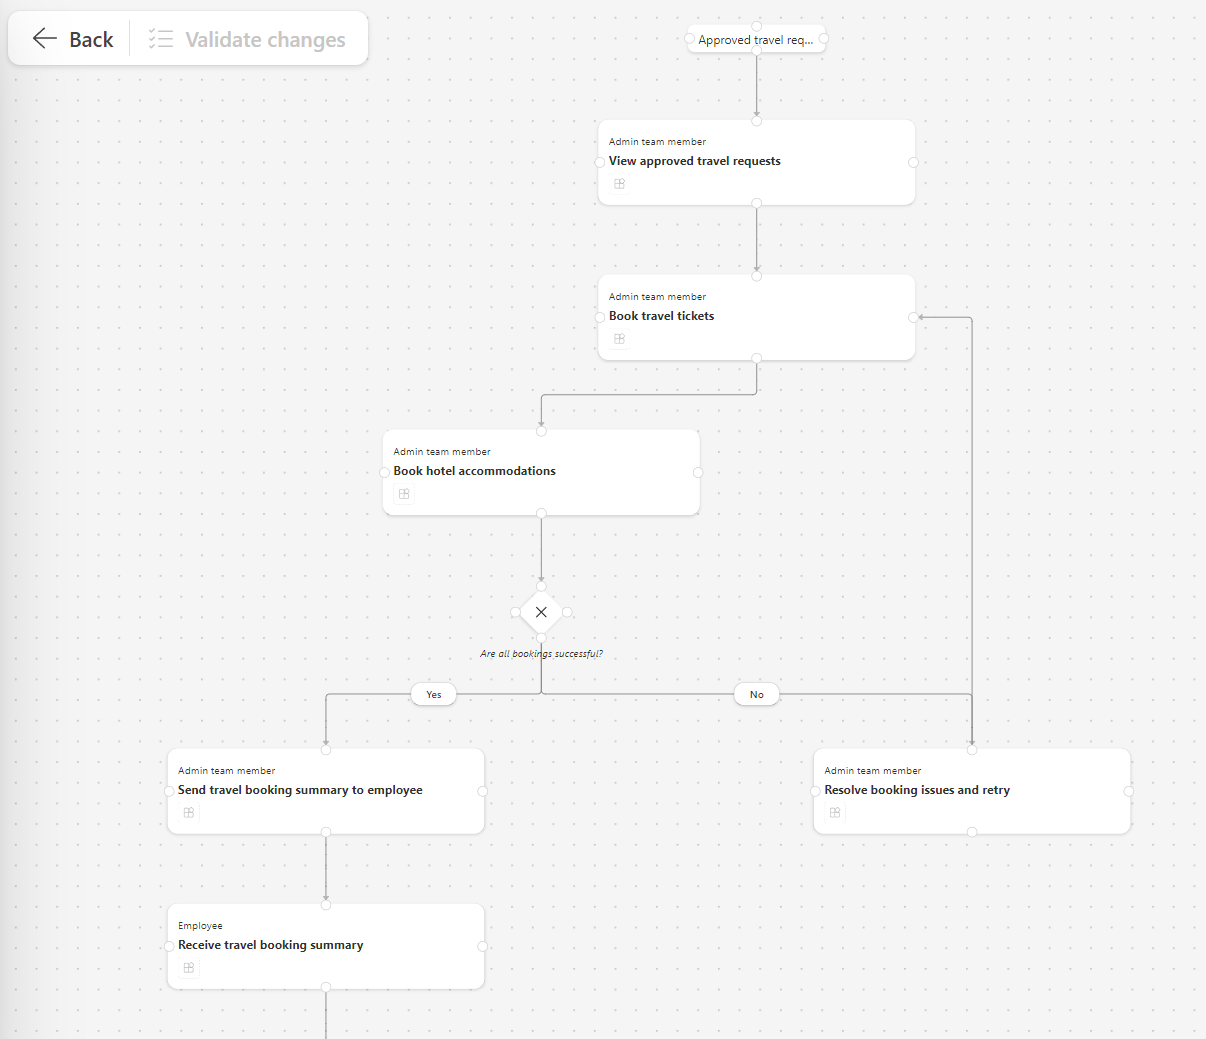 Back
Validate changes
Approved travel req...
Admin team member
View approved travel requests
Admin team member
Book travel tickets
Admin team member
Book hotel accommodations
Are all bookings successful?
Yes
No
Admin team member
Send travel booking summary to employee
Admin team member
Resolve booking issues and retry
Employee
Receive travel booking summary